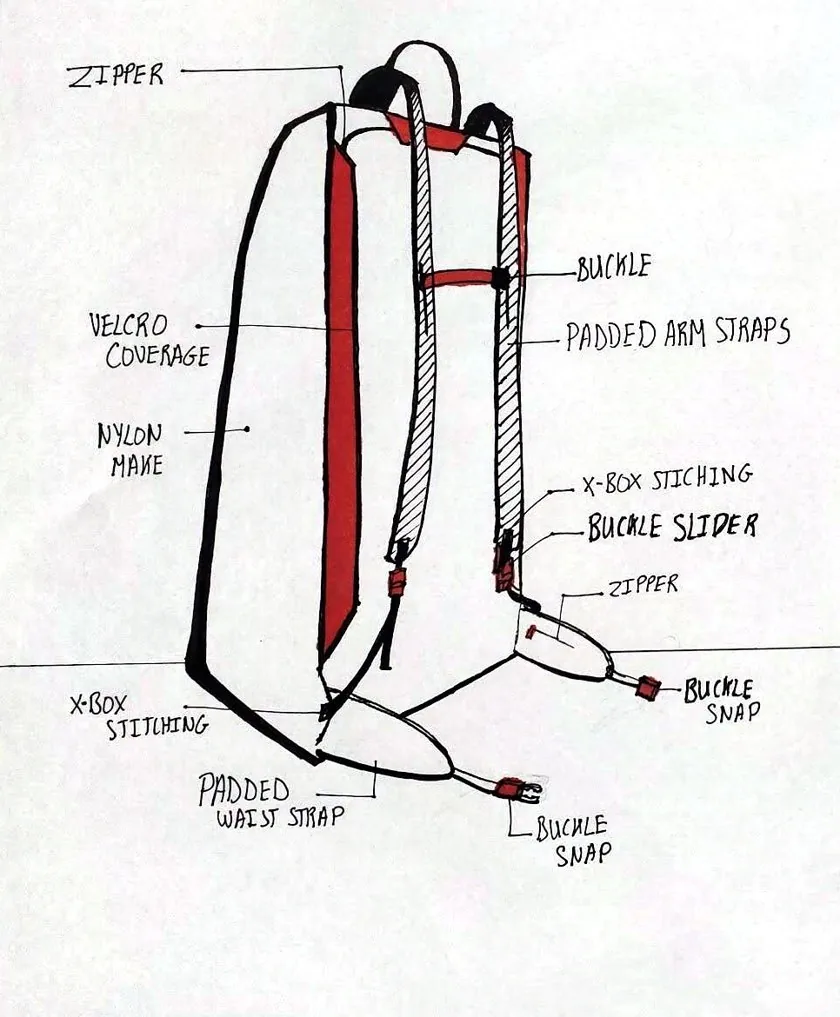 ZIPPER
BUCKLE
VELCRO
COVERAGE
PADDED ARM STRAPS
NYLON
MAKE
X-BOX STICHING
BUCKLE SLIDER
ZIPPER
X-BOX
STITCHING
BUCKLE
SNAP
PADDED
WAIST STRAP
BUCKLE
SNAP